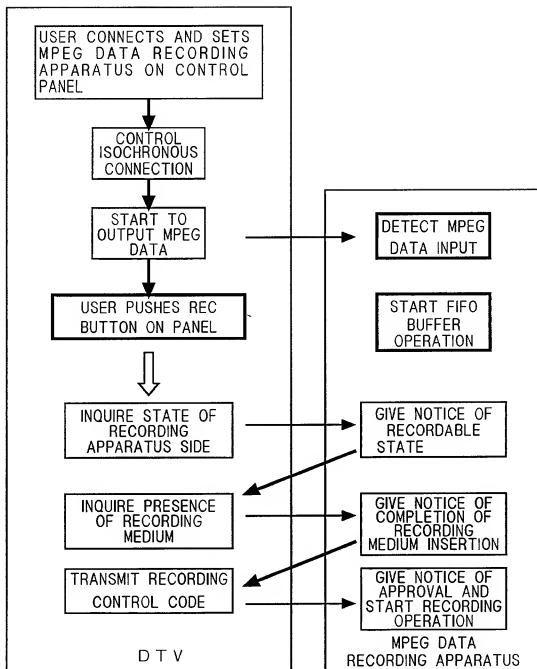 USER CONNECTS AND SETS
MPEG DATA RECORDING
APPARATUS ON CONTROL
PANEL
CONTROL
ISOCHRONOUS
CONNECTION
START TO
OUTPUT MPEG
DATA
DETECT MPEG
DATA INPUT
USER PUSHES REC
BUTTON ON PANEL
START FIFO
BUFFER
OPERATION
INQUIRE STATE OF
RECORDING
APPARATUS SIDE
GIVE NOTICE OF
RECORDABLE
STATE
INQUIRE PRESENCE
OF RECORDING
MEDIUM
GIVE NOTICE OF
COMPLETION OF
RECORDING
MEDIUM INSERTION
TRANSMIT RECORDING
CONTROL CODE
GIVE NOTICE OF
APPROVAL AND
START RECORDING
OPERATION
DTV
MPEG DATA
RECORDING APPARATUS